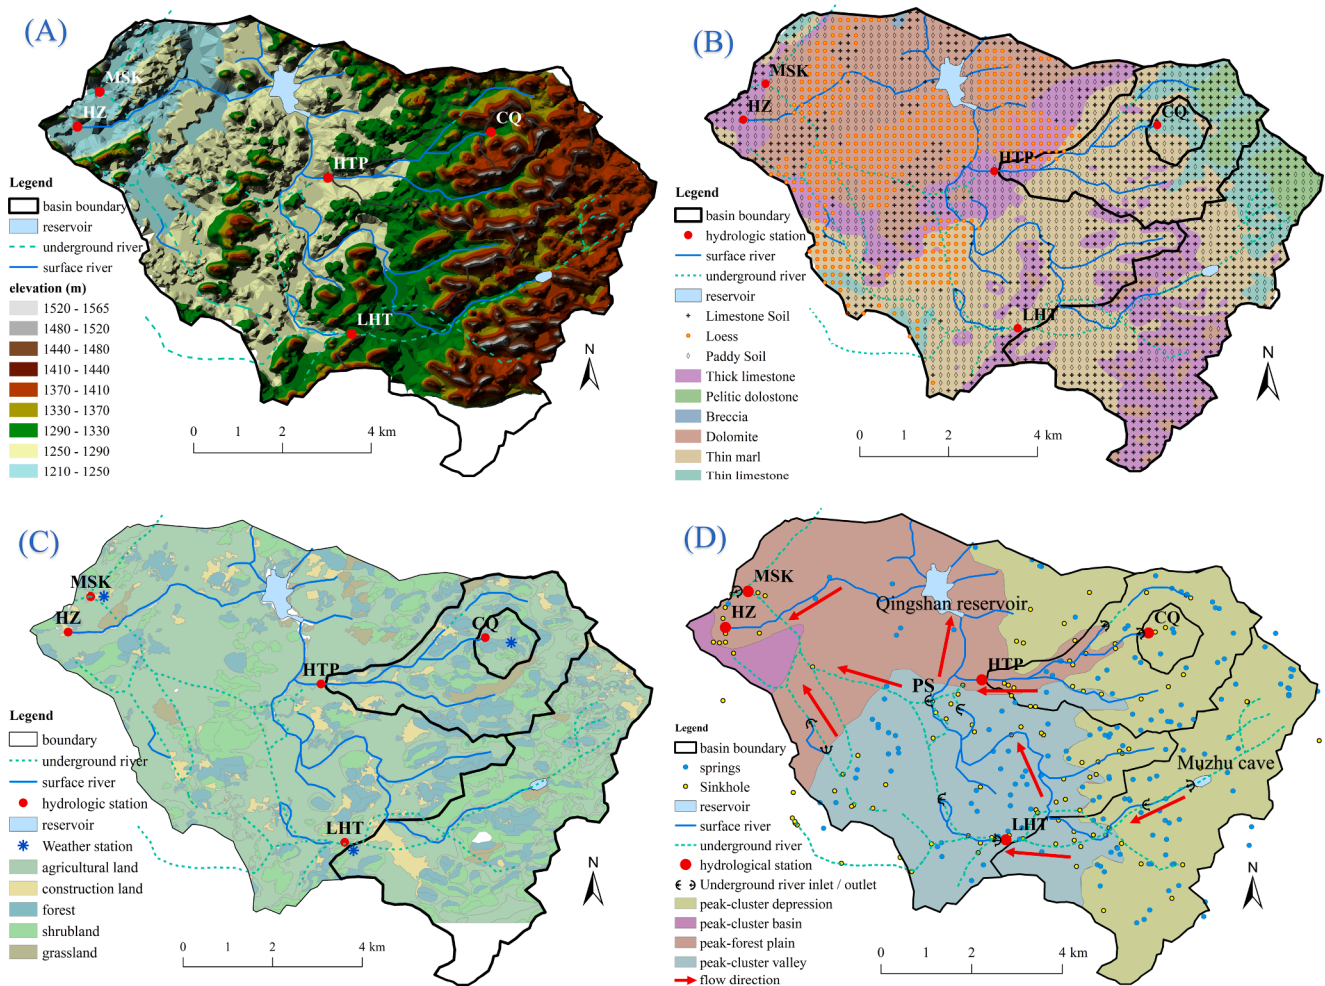 (A)
MSK
HZ
CQ
HTP
LHT
Legend
basin boundary
reservoir
underground river
surface river
elevation (m)
1520 - 1565
1480 - 1520
1440 - 1480
1410 - 1440
1370 - 1410
1330 - 1370
1290 - 1330
1250 - 1290
1210 - 1250
0 1 2 4 km
N
(B)
MSK
HZ
CQ
HTP
LHT
Legend
basin boundary
hydrologic station
surface river
underground river
reservoir
Limestone Soil
Loess
Paddy Soil
Thick limestone
Pelitic dolostone
Breccia
Dolomite
Thin marl
Thin limestone
0 1 2 4 km
N
(C)
MSK
HZ
CQ
HTP
LHT
Legend
boundary
underground river
surface river
hydrologic station
reservoir
Weather station
agricultural land
construction land
forest
shrubland
grassland
0 1 2 4 km
N
(D)
MSK
HZ
Qingshan reservoir
CQ
HTP
PS
Muzhu cave
LHT
Legend
basin boundary
springs
Sinkhole
reservoir
surface river
underground river
hydrological station
Underground river inlet / outlet
peak-cluster depression
peak-cluster basin
peak-forest plain
peak-cluster valley
flow direction
0 1 2 4 km
N